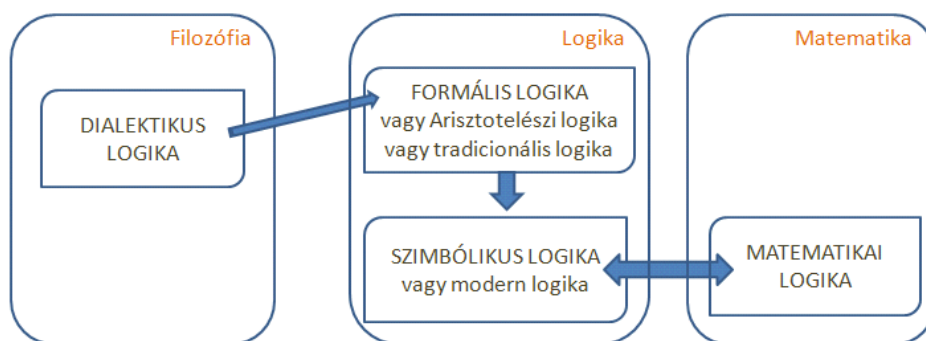 Filozófia
DIALEKTIKUS
LOGIKA
Logika
FORMÁLIS LOGIKA
vagy Arisztotelészi logika
vagy tradicionális logika
SZIMBÓLIKUS LOGIKA
vagy modern logika
Matematika
MATEMATIKAI
LOGIKA